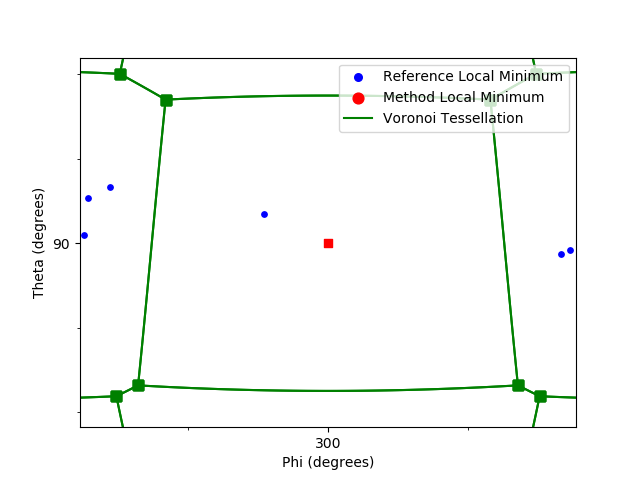 Reference Local Minimum
Method Local Minimum
Voronoi Tessellation
Theta (degrees)
90
300
Phi (degrees)